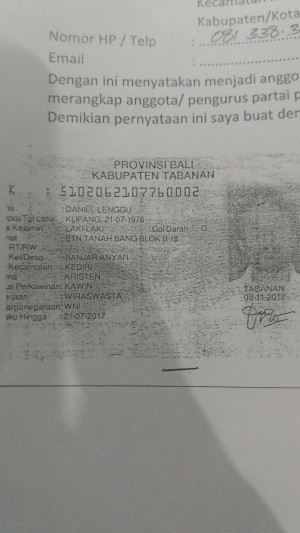 Kecamatan
Kabupaten/Kota
Nomor HP / Telp : 081 338.3
Email :
Dengan ini menyatakan menjadi anggo
merangkap anggota/ pengurus partai p
Demikian pernyataan ini saya buat de
PROVINSI BALI
KABUPATEN TABANAN
K : 5102062107760002
: DANIEL LENGGU
Tgl Lahir : KUPANG, 21-07-1976
s Kelamin : LAKI-LAKI Gol Darah : O
mat : BTN TANAH BANG BLOK B 18
RT/RW : -/-
Kel/Desa : BANJAR ANYAR
Kecamatan : KEDIRI
ma : KRISTEN
us Perkawinan: KAWIN
erjaan : WIRASWASTA
arganegaraan: WNI
aku Hingga : 21-07-2017
TABANAN
08-11-2012